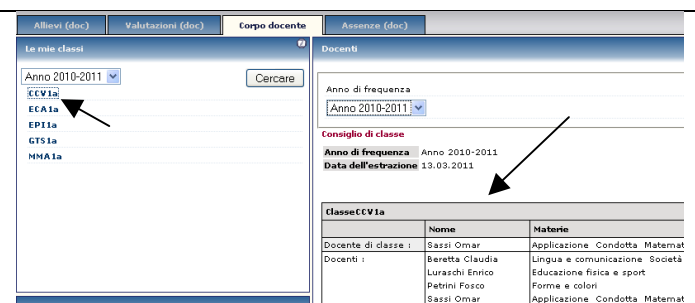 Allievi (doc) Valutazioni (doc) Corpo docente Assenze (doc)
Le mie classi
Anno 2010-2011 Cercare
CCV1a
ECA1a
EPI1a
GTS1a
MMA1a
Docenti
Anno di frequenza
Anno 2010-2011
Consiglio di classe
Anno di frequenza Anno 2010-2011
Data dell'estrazione 13.03.2011
ClasseCCV1a
Nome Materie
Docente di classe : Sassi Omar Applicazione Condotta Matemat
Docenti : Beretta Claudia Lingua e comunicazione Società
Luraschi Enrico Educazione fisica e sport
Petrini Fosco Forme e colori
Sassi Omar Applicazione Condotta Matemat